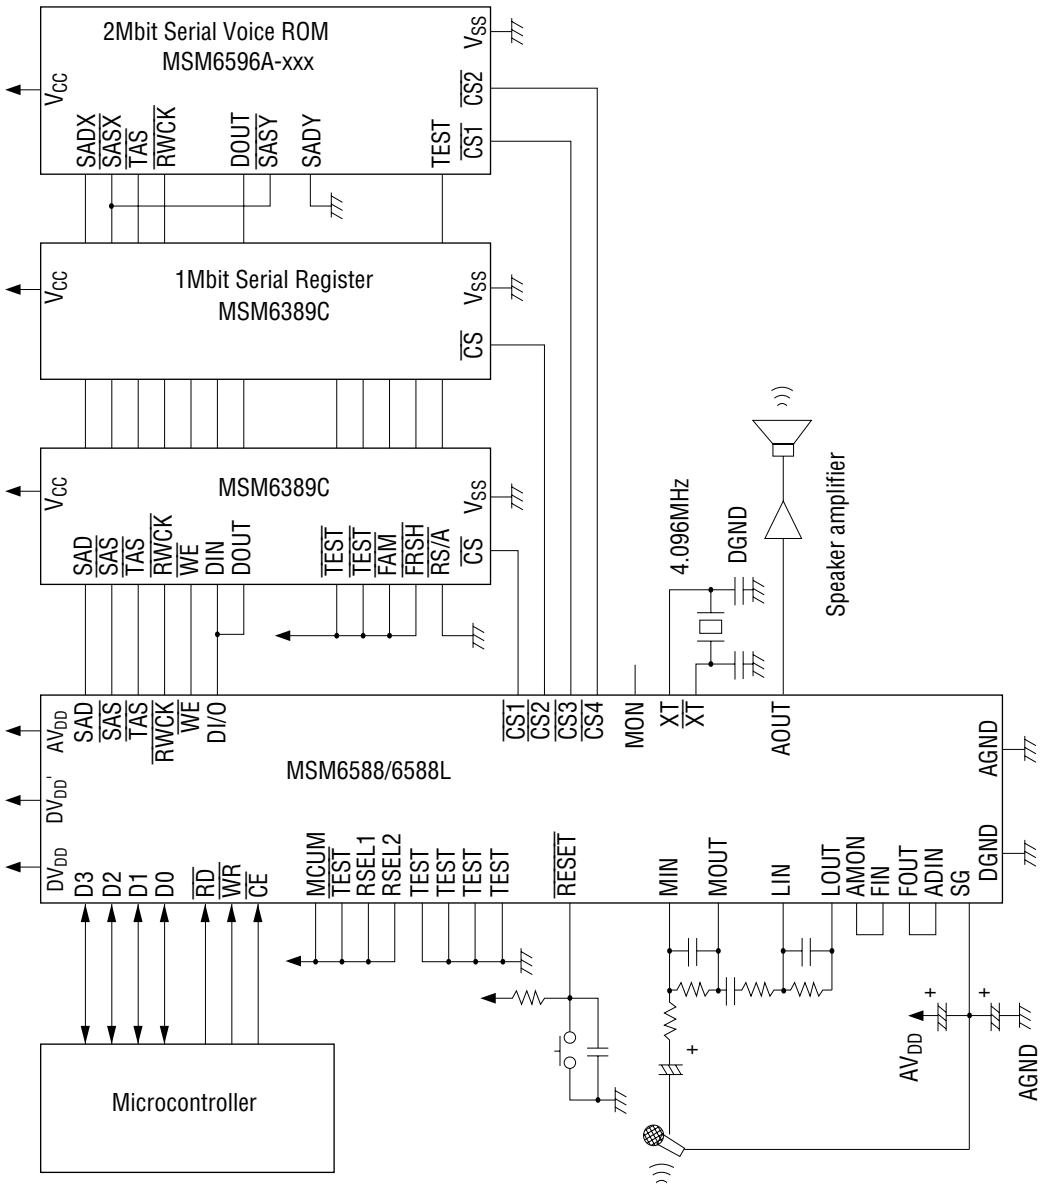 2Mbit Serial Voice ROM
MSM6596A-xxx
VCC
VSS
SADX
SASX
TAS
RWCK
DOUT
SASY
SADY
TEST
CS1
CS2
1Mbit Serial Register
MSM6389C
VCC
VSS
CS
MSM6389C
VCC
VSS
SAD
SAS
TAS
RWCK
WE
DIN
DOUT
TEST
TEST
FAM
FRSH
RS/A
CS
4.096MHz
DGND
Speaker amplifier
DVDD
DVDD'
AVDD
SAD
SAS
TAS
RWCK
WE
DI/O
CS1
CS2
CS3
CS4
MON
XT
XT
AOUT
MSM6588/6588L
AGND
DGND
D3
D2
D1
D0
RD
WR
CE
MCUM
TEST
RSEL1
RSEL2
TEST
TEST
TEST
TEST
RESET
MIN
MOUT
LIN
LOUT
AMON
FIN
FOUT
ADIN
SG
+
+
+
AVDD
AGND
Microcontroller